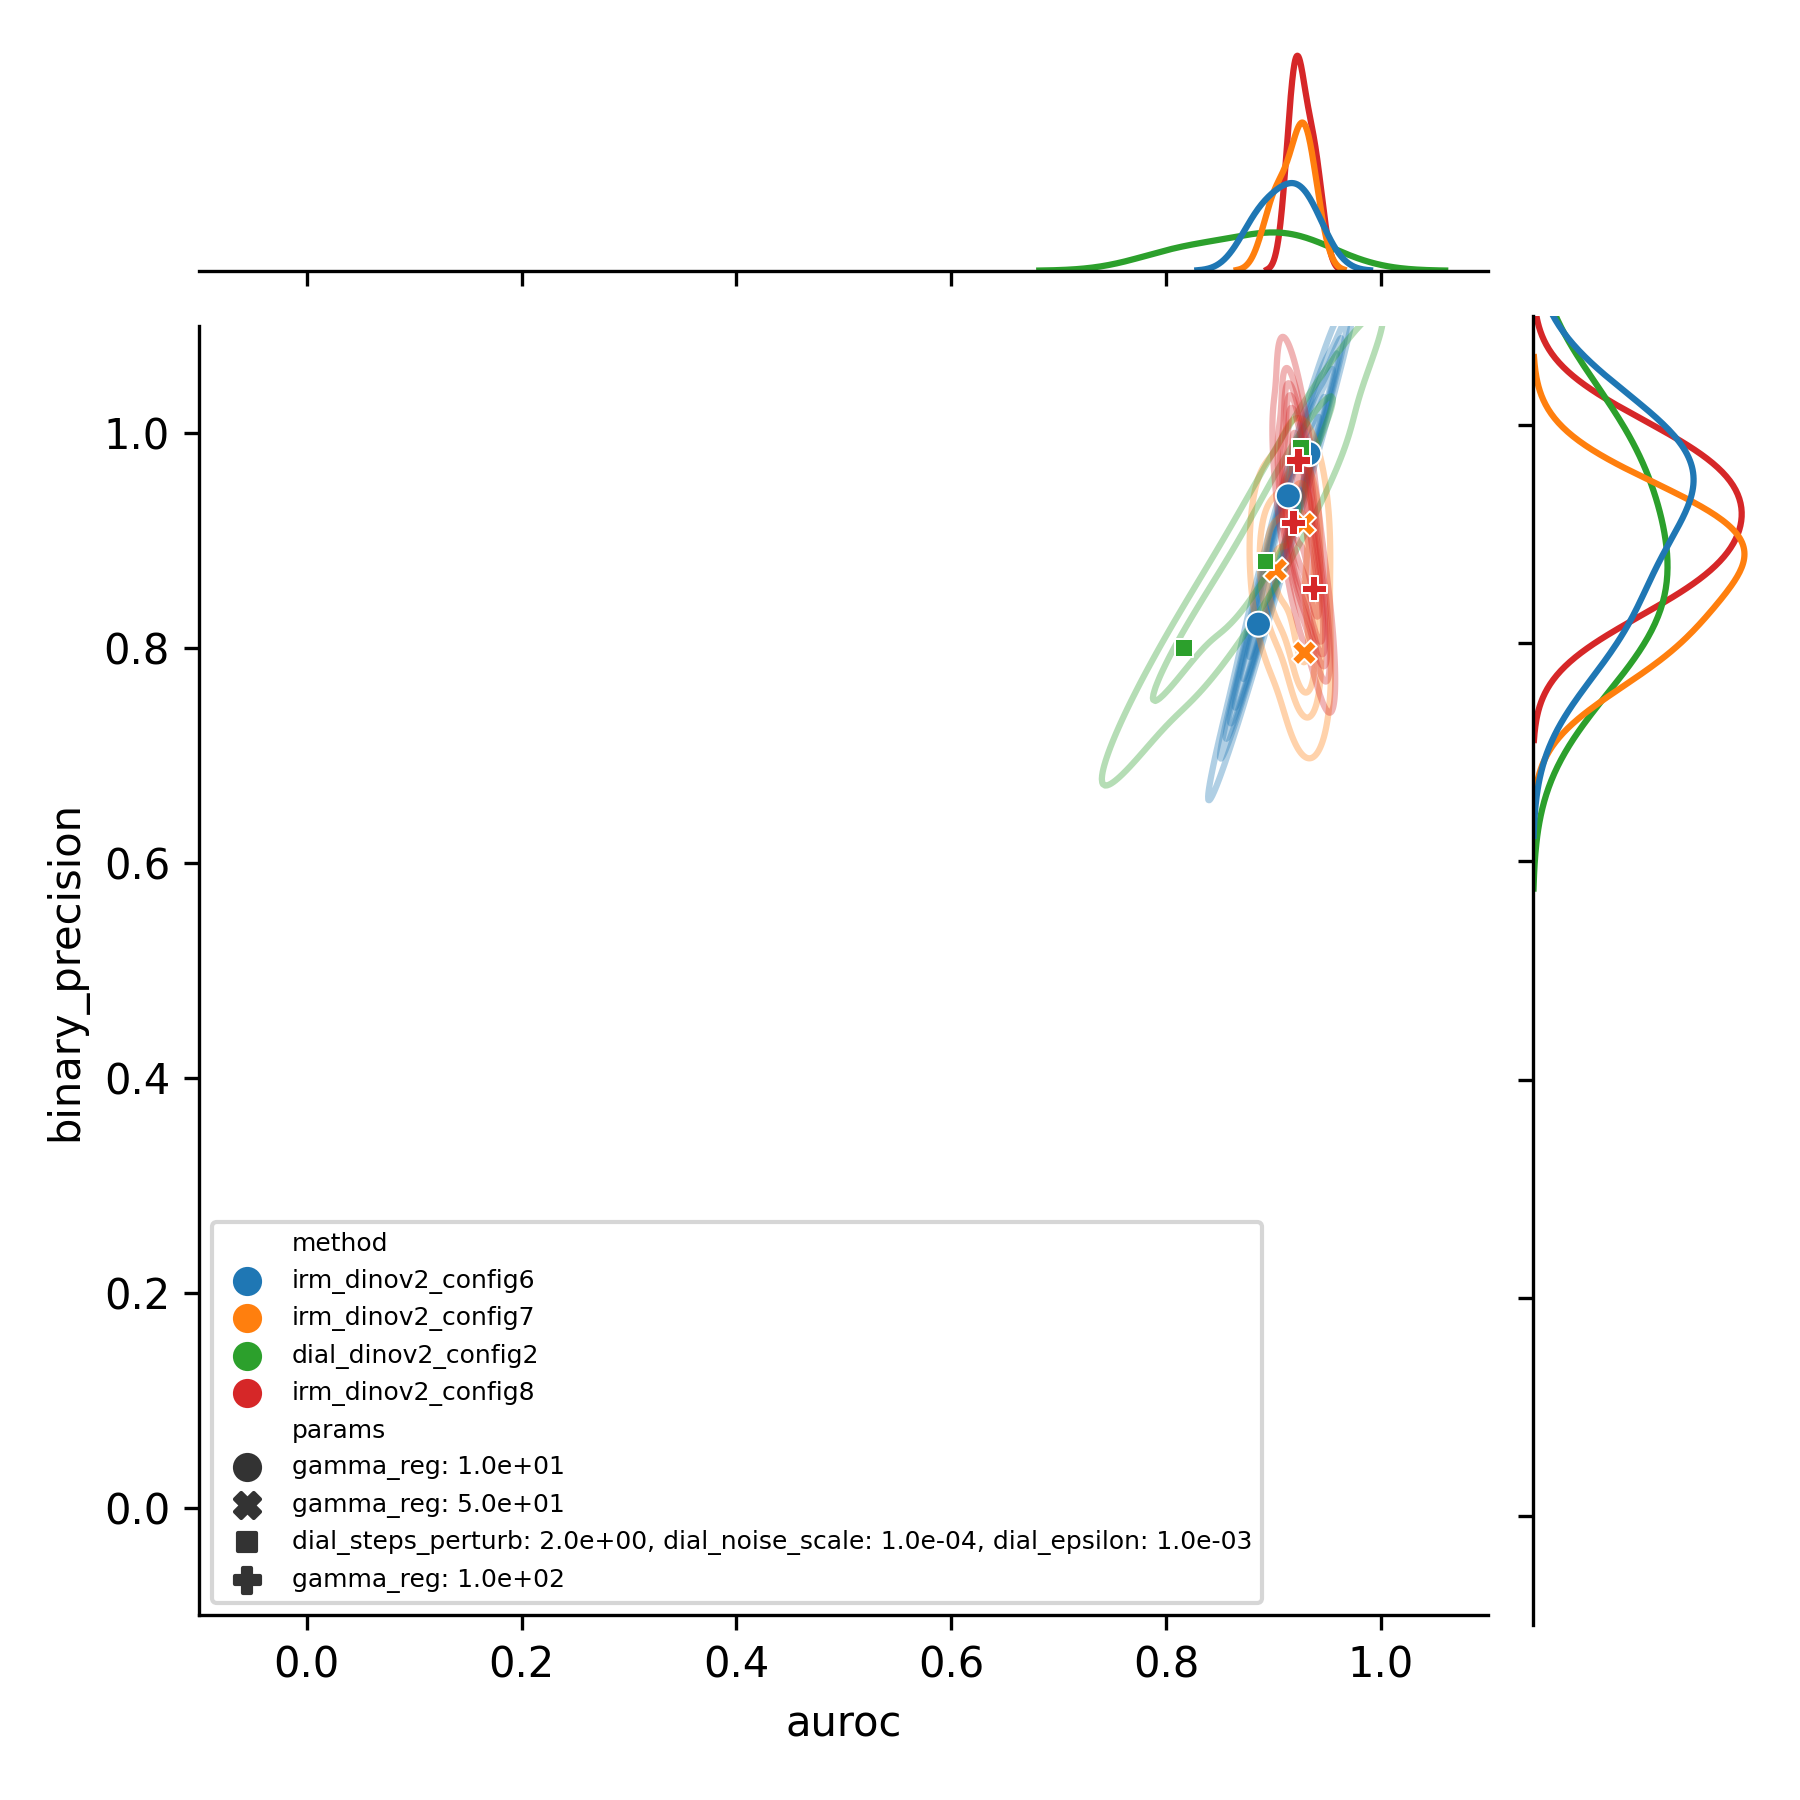 1.0
0.8
0.6
0.4
0.2
0.0
binary_precision
method
irm_dinov2_config6
irm_dinov2_config7
dial_dinov2_config2
irm_dinov2_config8
params
gamma_reg: 1.0e+01
gamma_reg: 5.0e+01
dial_steps_perturb: 2.0e+00, dial_noise_scale: 1.0e-04, dial_epsilon: 1.0e-03
gamma_reg: 1.0e+02
0.0 0.2 0.4 0.6 0.8 1.0
auroc